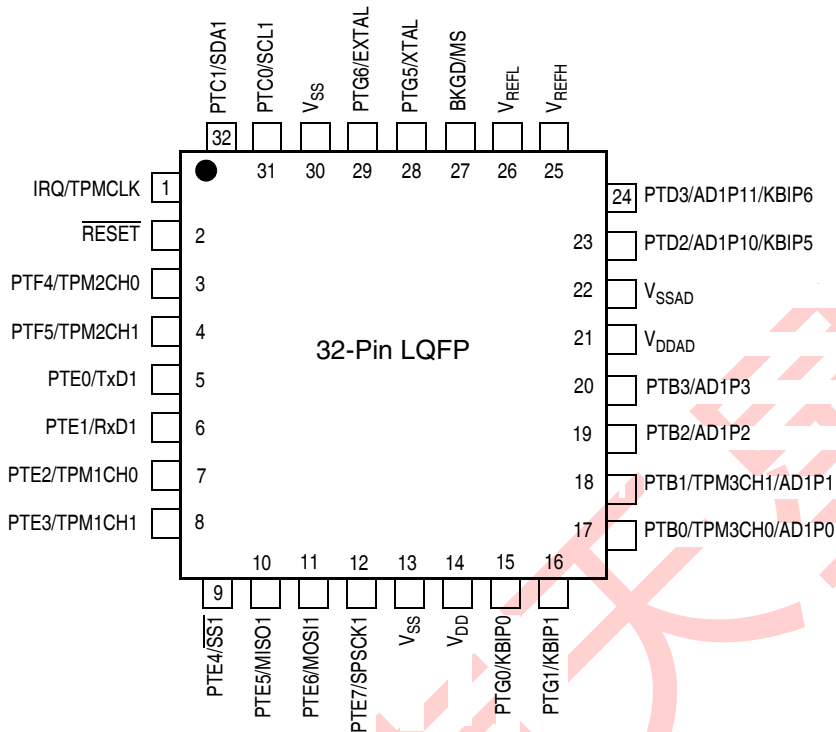 PTC1/SDA1
PTC0/SCL1
VSS
PTG6/EXTAL
PTG5/XTAL
BKGD/MS
VREFL
VREFH
32
31
30
29
28
27
26
25
IRQ/TPMCLK 1
RESET 2
PTF4/TPM2CH0 3
PTF5/TPM2CH1 4
PTE0/TxD1 5
PTE1/RxD1 6
PTE2/TPM1CH0 7
PTE3/TPM1CH1 8
32-Pin LQFP
24 PTD3/AD1P11/KBIP6
23 PTD2/AD1P10/KBIP5
22 VSSAD
21 VDDAD
20 PTB3/AD1P3
19 PTB2/AD1P2
18 PTB1/TPM3CH1/AD1P1
17 PTB0/TPM3CH0/AD1P0
9
10
11
12
13
14
15
16
PTE4/SS1
PTE5/MISO1
PTE6/MOSI1
PTE7/SPSCK1
VSS
VDD
PTG0/KBIP0
PTG1/KBIP1